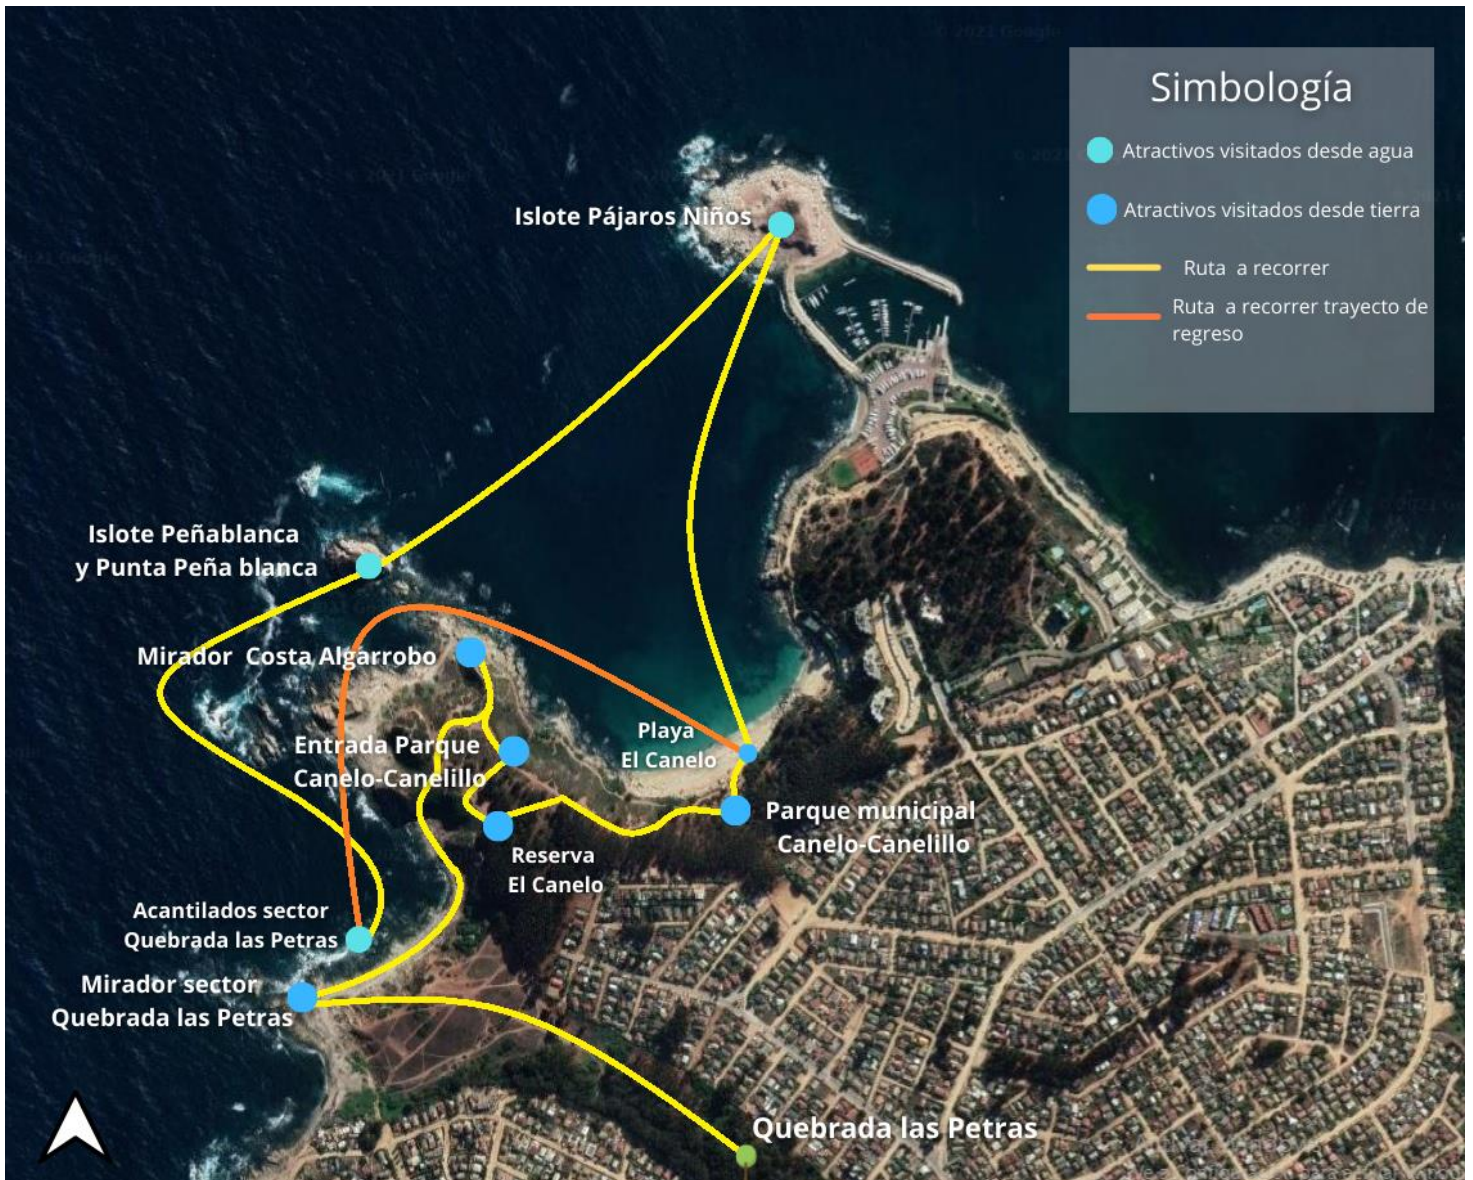 Simbología
Atractivos visitados desde agua
Atractivos visitados desde tierra
Ruta a recorrer
Ruta a recorrer trayecto de
regreso
Islote Pájaros Niños
Islote Peñablanca
y Punta Peña blanca
Mirador Costa Algarrobo
Entrada Parque
Canelo-Canelillo
Playa
El Canelo
Parque municipal
Canelo-Canelillo
Reserva
El Canelo
Acantilados sector
Quebrada las Petras
Mirador sector
Quebrada las Petras
Quebrada las Petras